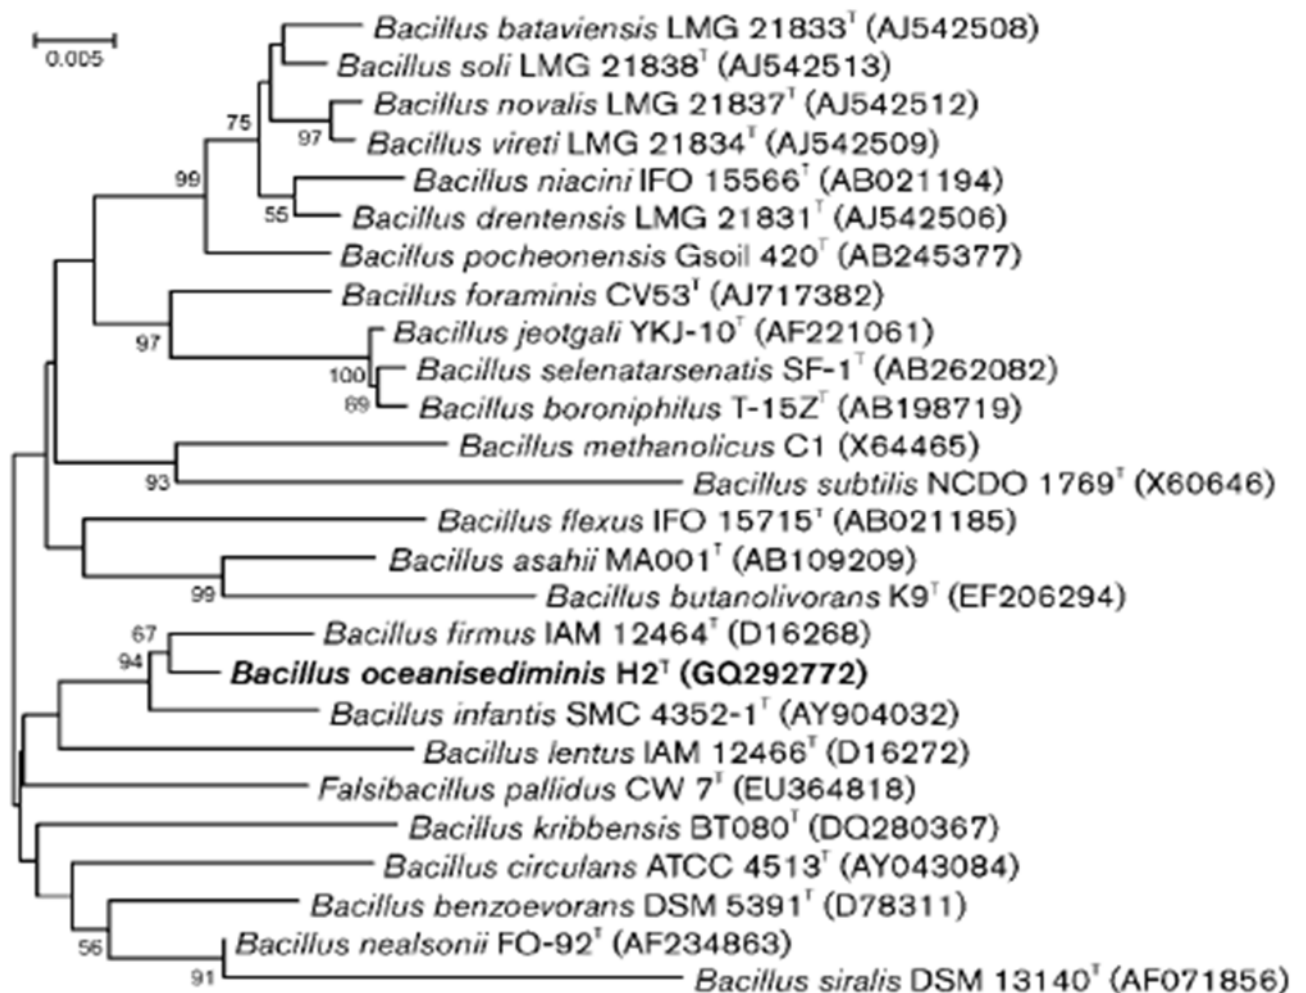 0.005
Bacillus bataviensis LMG 21833ᵀ (AJ542508)
Bacillus soli LMG 21838ᵀ (AJ542513)
Bacillus novalis LMG 21837ᵀ (AJ542512)
75
97
Bacillus vireti LMG 21834ᵀ (AJ542509)
99
Bacillus niacini IFO 15566ᵀ (AB021194)
55
Bacillus drentensis LMG 21831ᵀ (AJ542506)
Bacillus pocheonensis Gsoil 420ᵀ (AB245377)
Bacillus foraminis CV53ᵀ (AJ717382)
97
Bacillus jeotgali YKJ-10ᵀ (AF221061)
100
Bacillus selenatarsenatis SF-1ᵀ (AB262082)
69
Bacillus boroniphilus T-15Zᵀ (AB198719)
Bacillus methanolicus C1 (X64465)
93
Bacillus subtilis NCDO 1769ᵀ (X60646)
Bacillus flexus IFO 15715ᵀ (AB021185)
Bacillus asahii MA001ᵀ (AB109209)
99
Bacillus butanolivorans K9ᵀ (EF206294)
67
Bacillus firmus IAM 12464ᵀ (D16268)
94
Bacillus oceanisediminis H2ᵀ (GQ292772)
Bacillus infantis SMC 4352-1ᵀ (AY904032)
Bacillus lentus IAM 12466ᵀ (D16272)
Falsibacillus pallidus CW 7ᵀ (EU364818)
Bacillus kribbensis BT080ᵀ (DQ280367)
Bacillus circulans ATCC 4513ᵀ (AY043084)
Bacillus benzoevorans DSM 5391ᵀ (D78311)
56
Bacillus nealsonii FO-92ᵀ (AF234863)
91
Bacillus siralis DSM 13140ᵀ (AF071856)